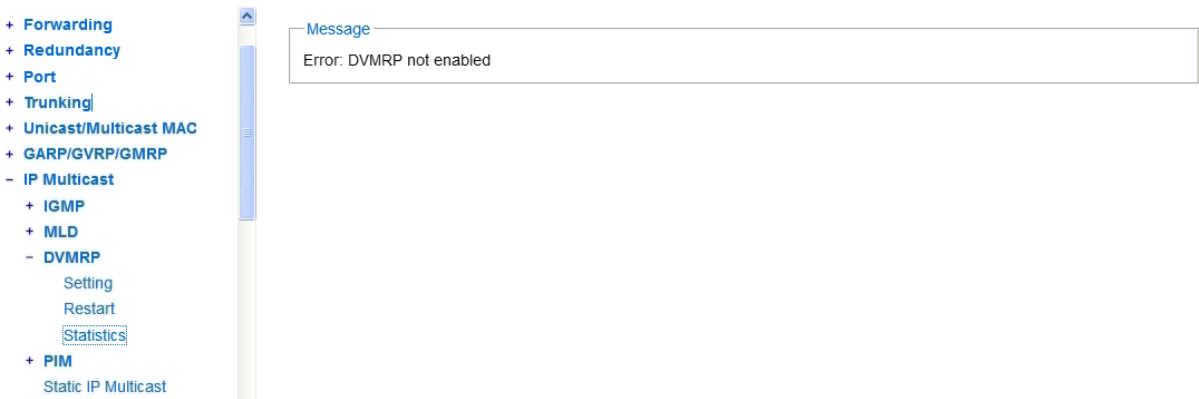 + Forwarding
+ Redundancy
+ Port
+ Trunking
+ Unicast/Multicast MAC
+ GARP/GVRP/GMRP
- IP Multicast
+ IGMP
+ MLD
- DVMRP
Setting
Restart
Statistics
+ PIM
Static IP Multicast
Message
Error: DVMRP not enabled